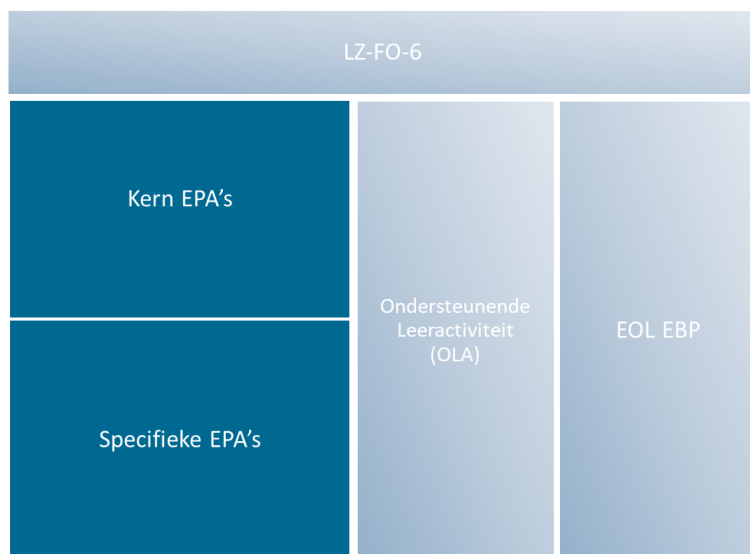 LZ-FO-6
Kern EPA's
Specifieke EPA's
Ondersteunende
Leeractiviteit
(OLA)
EOL EBP